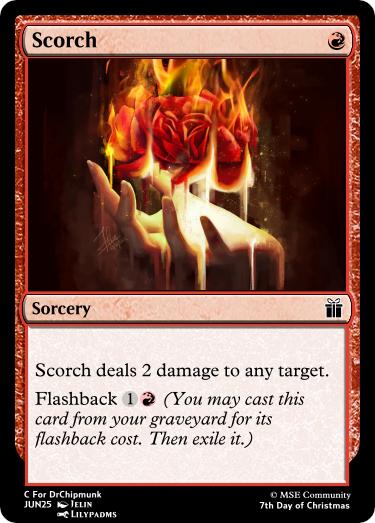 Scorch
Sorcery
Scorch deals 2 damage to any target.
Flashback 1 (You may cast this
card from your graveyard for its
flashback cost. Then exile it.)
C For DrChipmunk
JUN25 Jelin
Lilypadms
© MSE Community
7th Day of Christmas